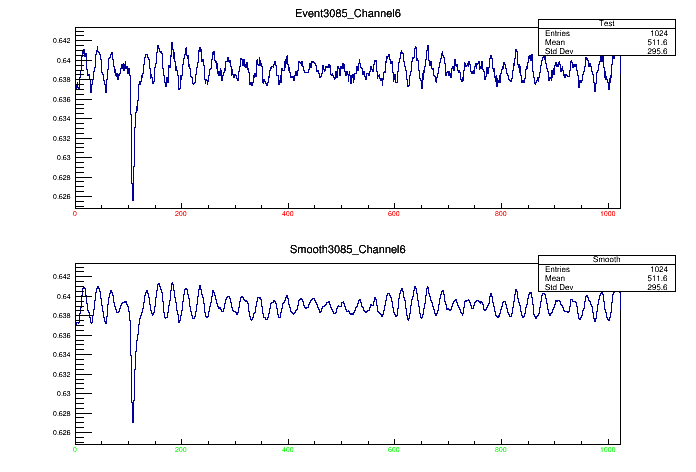 Event3085_Channel6
Test
Entries 1024
Mean 511.6
Std Dev 295.6
0.642
0.64
0.638
0.636
0.634
0.632
0.63
0.628
0.626
0 200 400 600 800 1000
Smooth3085_Channel6
Smooth
Entries 1024
Mean 511.6
Std Dev 295.6
0.642
0.64
0.638
0.636
0.634
0.632
0.63
0.628
0.626
0 200 400 600 800 1000